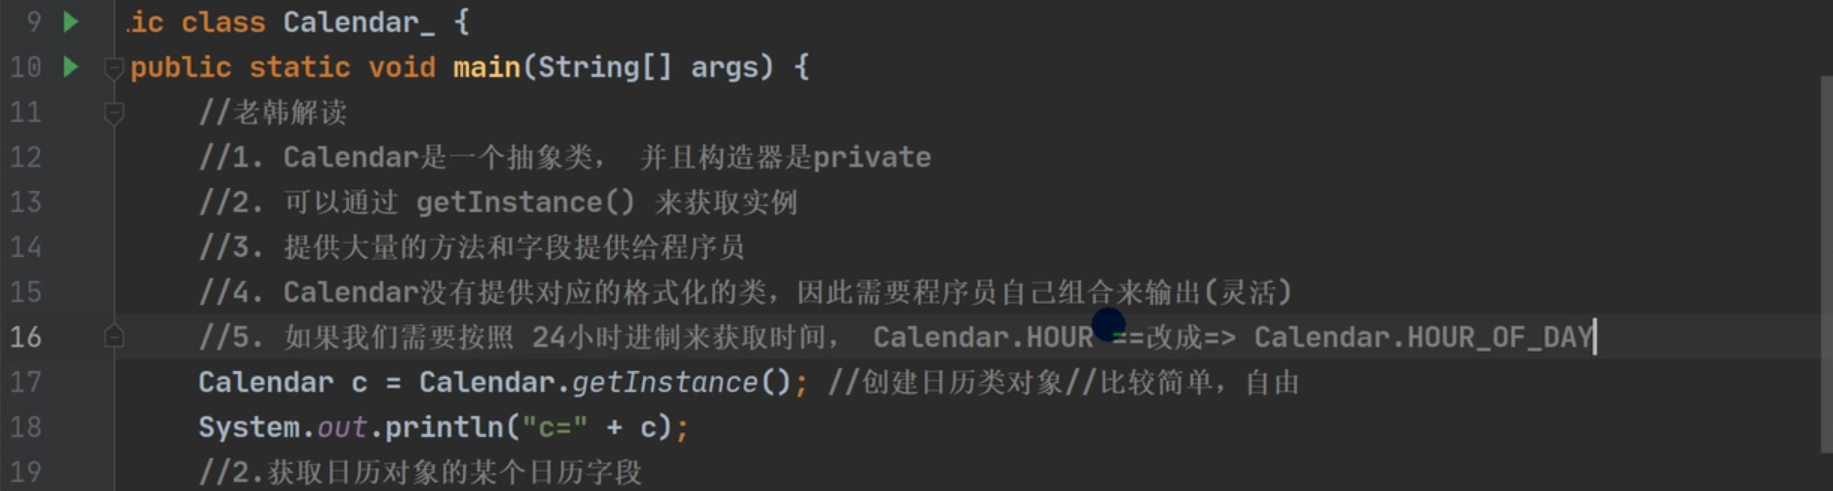 9 ic class Calendar_ {
10 public static void main(String[] args) {
11 //老韩解读
12 //1. Calendar是一个抽象类， 并且构造器是private
13 //2. 可以通过 getInstance() 来获取实例
14 //3. 提供大量的方法和字段提供给程序员
15 //4. Calendar没有提供对应的格式化的类，因此需要程序员自己组合来输出(灵活)
16 //5. 如果我们需要按照 24小时进制来获取时间， Calendar.HOUR ==改成=> Calendar.HOUR_OF_DAY
17 Calendar c = Calendar.getInstance(); //创建日历类对象//比较简单，自由
18 System.out.println("c=" + c);
19 //2.获取日历对象的某个日历字段